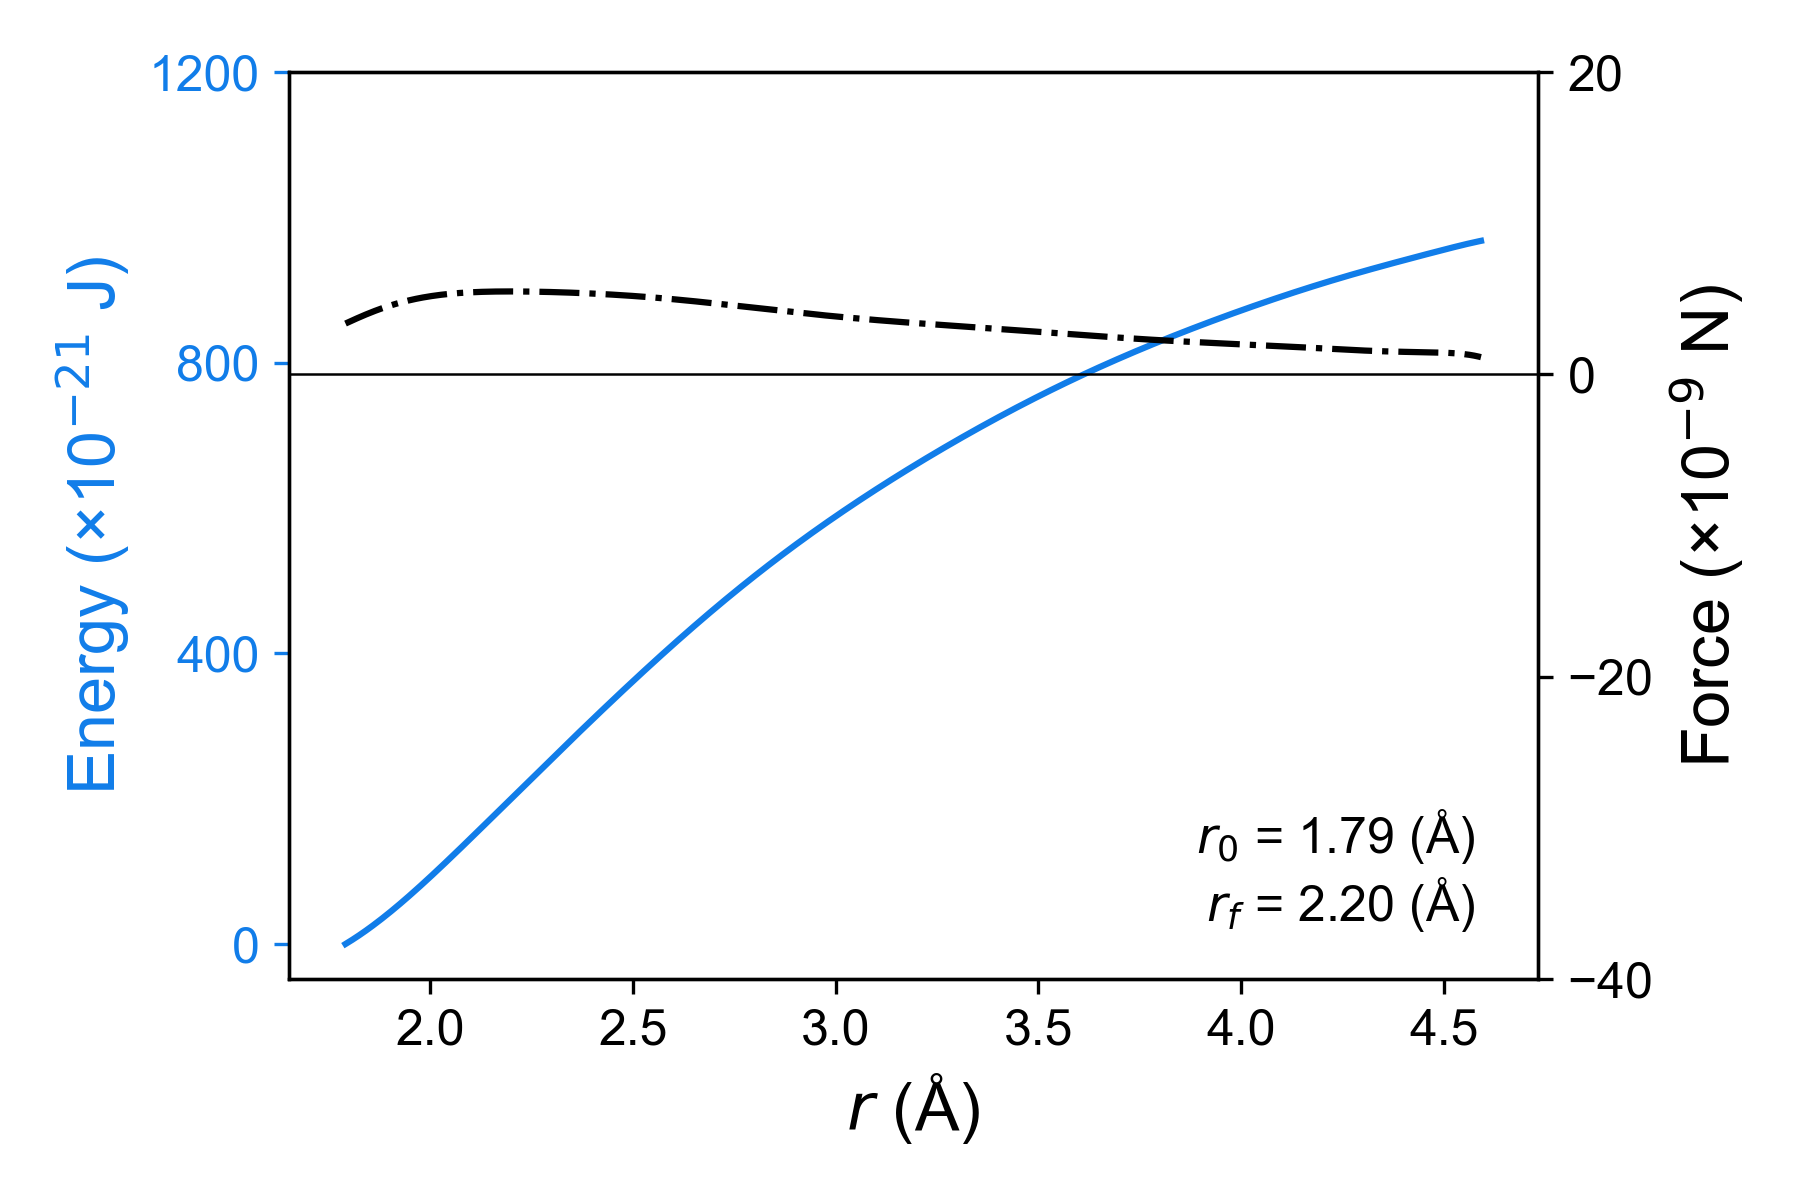 1200
800
400
0
Energy (×10⁻²¹ J)
20
0
−20
−40
Force (×10⁻⁹ N)
r₀ = 1.79 (Å)
r_f = 2.20 (Å)
2.0 2.5 3.0 3.5 4.0 4.5
r (Å)